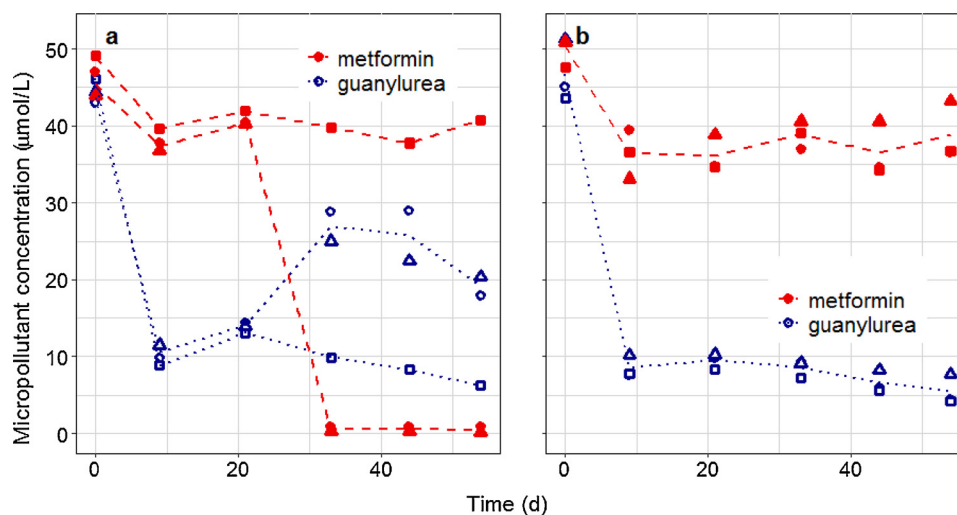 Micropollutant concentration (µmol/L)
50
40
30
20
10
0
a
metformin
guanylurea
0
20
40
b
metformin
guanylurea
0
20
40
Time (d)